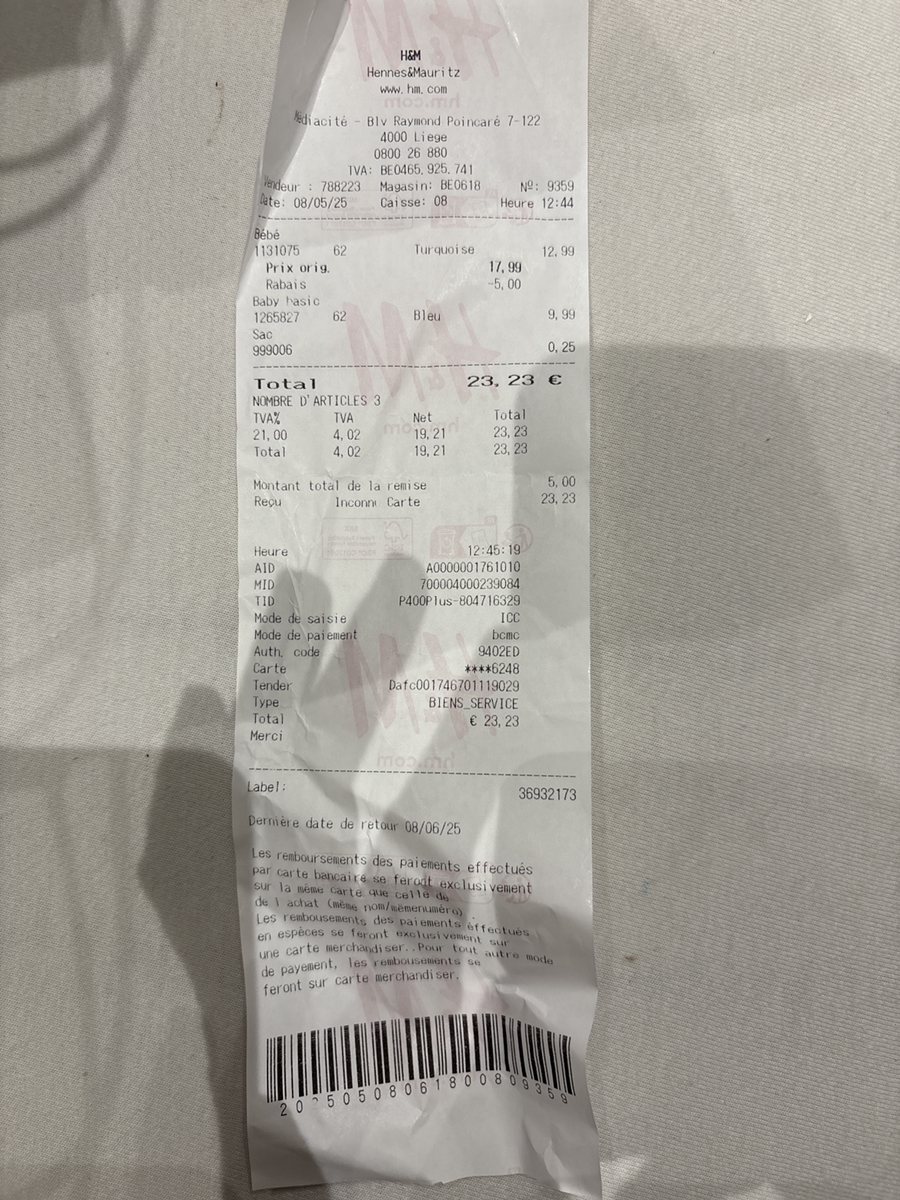 H&M
Hennes&Mauritz
www.hm.com
Médiacité - Blv Raymond Poincaré 7-122
4000 Liege
0800 26 880
TVA: BE0465.925.741
Vendeur : 788223 Magasin: BE0618 Nº: 9359
Date: 08/05/25 Caisse: 08 Heure 12:44
Bébé
1131075 62 Turquoise 12,99
Prix orig. 17,99
Rabais -5,00
Baby basic
1265827 62 Bleu 9,99
Sac
999006 0,25
Total 23,23 €
NOMBRE D'ARTICLES 3
TVA% TVA Net Total
21,00 4,02 19,21 23,23
Total 4,02 19,21 23,23
Montant total de la remise 5,00
Reçu Inconn Carte 23,23
Heure 12:45:19
AID A0000001761010
MID 700004000239084
TID P400Plus-804716329
Mode de saisie ICC
Mode de paiement bcmc
Auth. code 9402ED
Carte ****6248
Tender Dafc001746701119029
Type BIENS_SERVICE
Total € 23,23
Merci
Label: 36932173
Dernière date de retour 08/06/25
Les remboursements des paiements effectués
par carte bancaire se feront exclusivement
sur la même carte que celle de
de l achat (même nom/mêmenuméro)
Les rembousements des paiements effectués
en espèces se feront exclusivement sur
une carte merchandiser..Pour tout autre mode
de payement, les rembousements se
feront sur carte merchandiser.